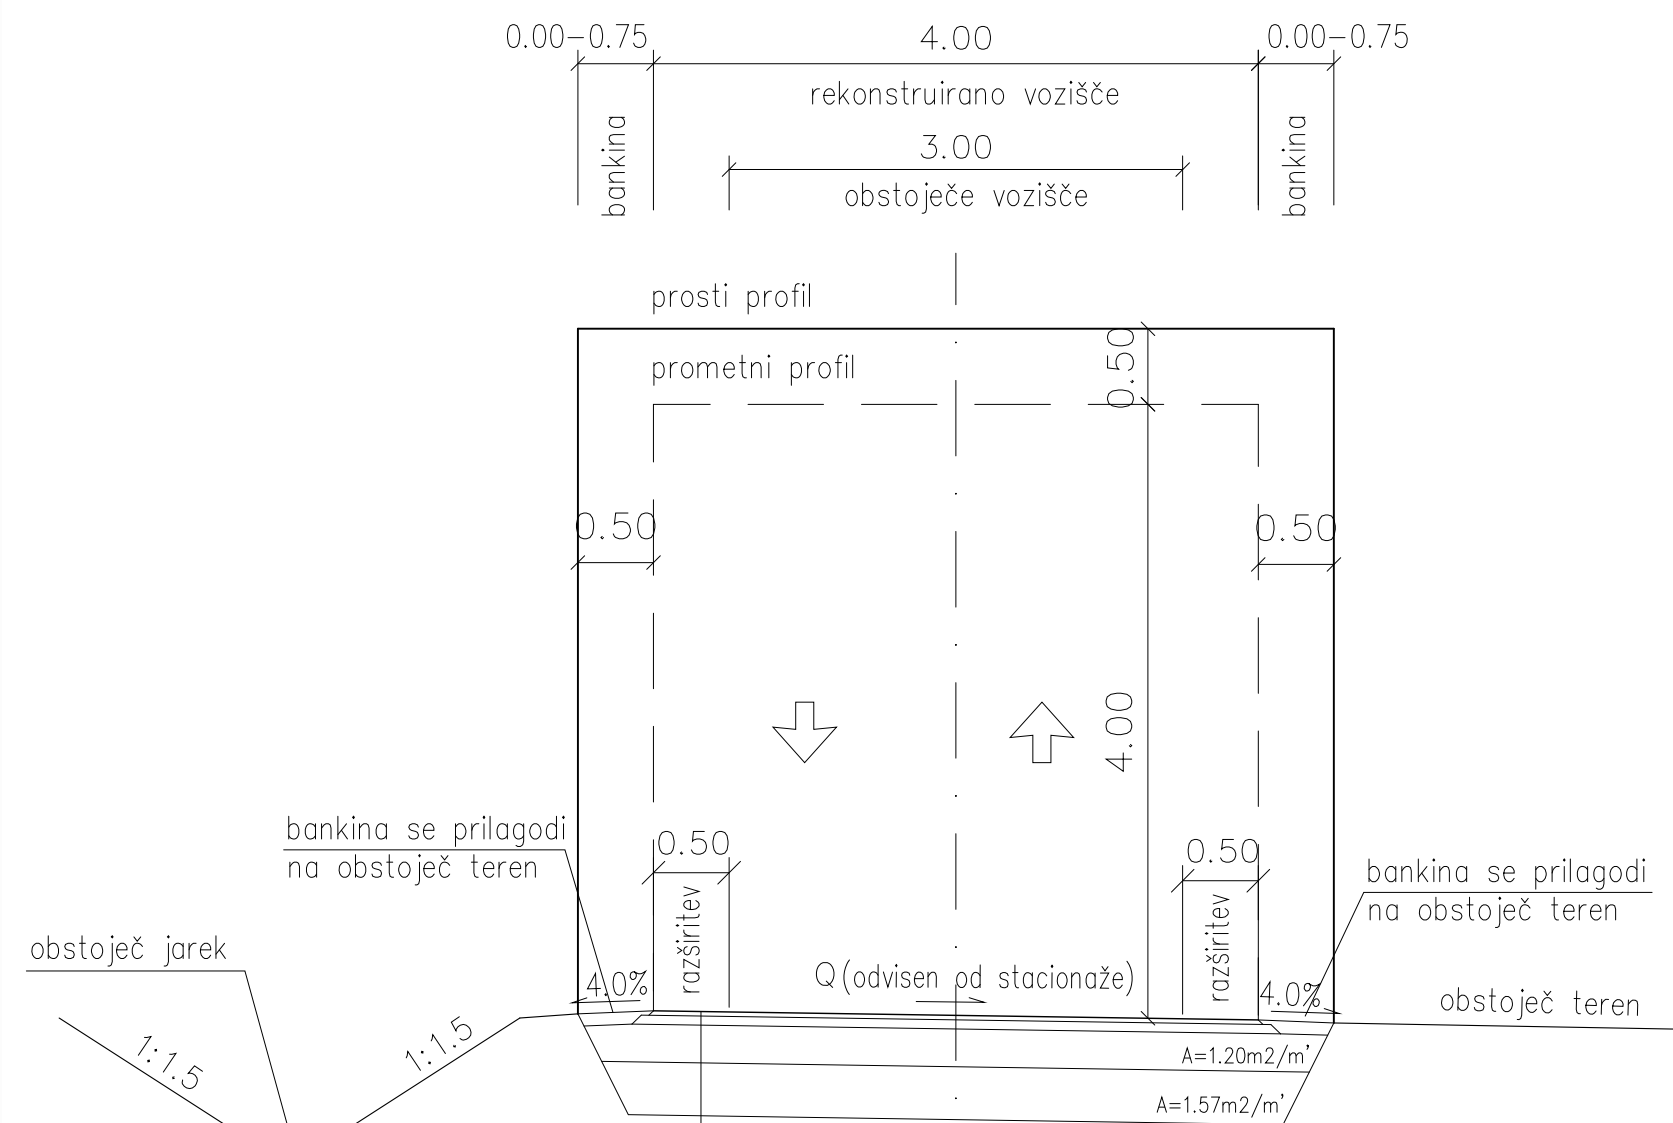 0.00-0.75
4.00
0.00-0.75
rekonstruirano vozišče
bankina
3.00
bankina
obstoječe vozišče
prosti profil
0.50
prometni profil
0.50
0.50
4.00
bankina se prilagodi
na obstoječ teren
0.50
razširitev
0.50
razširitev
bankina se prilagodi
na obstoječ teren
obstoječ jarek
4.0%
Q(odvisen od stacionaže)
4.0%
obstoječ teren
1:1.5
1:1.5
A=1.20m2/m'
A=1.57m2/m'